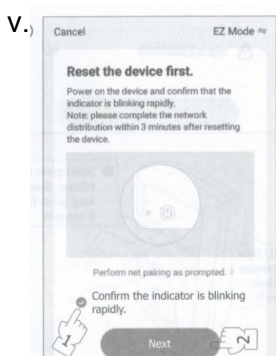 V.)
Cancel EZ Mode ⇋
Reset the device first.
Power on the device and confirm that the
indicator is blinking rapidly.
Note: please complete the network
distribution within 3 minutes after resetting
the device.
Perform net pairing as prompted. >
Confirm the indicator is blinking
rapidly.
1
Next
2